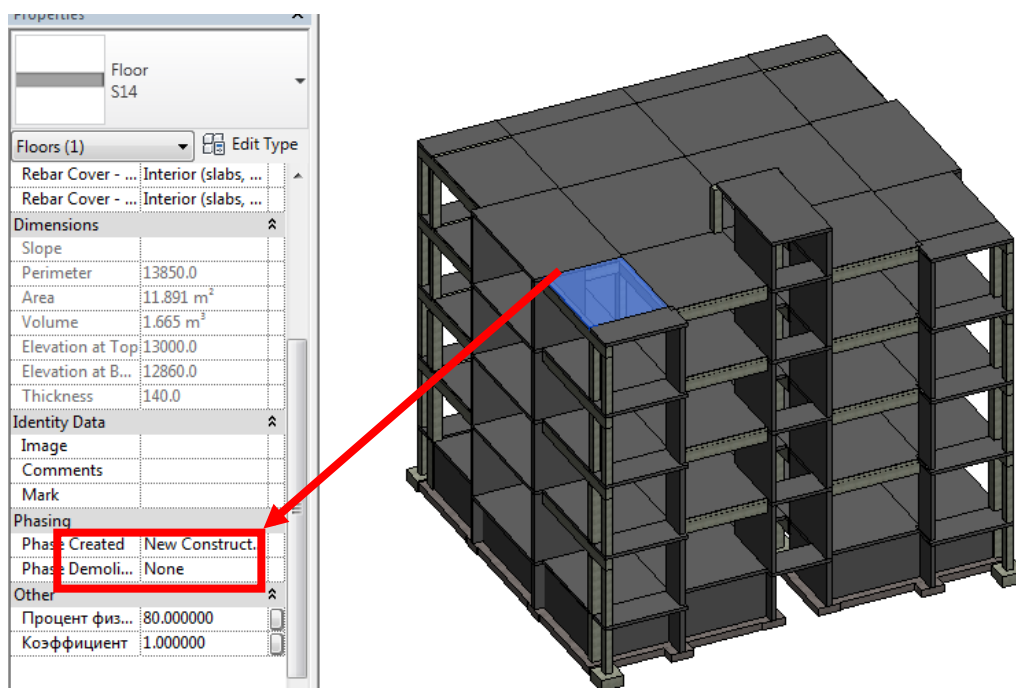 Properties
Floor
S14
Floors (1) Edit Type
Rebar Cover - ... Interior (slabs, ...
Rebar Cover - ... Interior (slabs, ...
Dimensions
Slope
Perimeter 13850.0
Area 11.891 m²
Volume 1.665 m³
Elevation at Top 13000.0
Elevation at B... 12860.0
Thickness 140.0
Identity Data
Image
Comments
Mark
Phasing
Phase Created New Construct...
Phase Demoli... None
Other
Процент физ... 80.000000
Коэффициент 1.000000